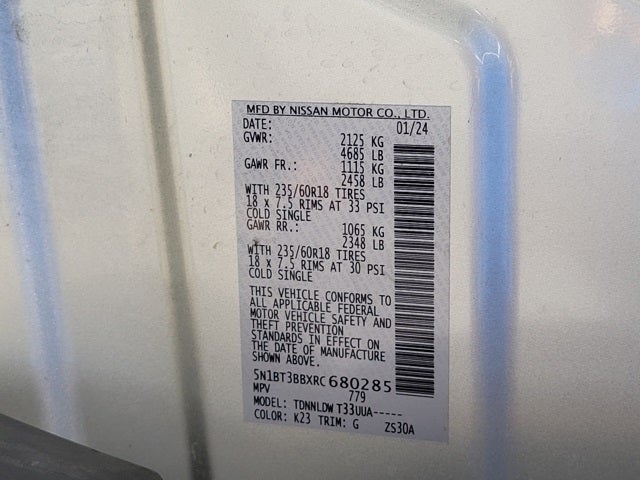 MFD BY NISSAN MOTOR CO., LTD.
DATE: 01/24
GVWR: 2125 KG
4685 LB
GAWR FR.: 1115 KG
2458 LB
WITH 235/60R18 TIRES
18 x 7.5 RIMS AT 33 PSI
COLD SINGLE
GAWR RR.: 1065 KG
2348 LB
WITH 235/60R18 TIRES
18 x 7.5 RIMS AT 30 PSI
COLD SINGLE
THIS VEHICLE CONFORMS TO
ALL APPLICABLE FEDERAL
MOTOR VEHICLE SAFETY AND
THEFT PREVENTION
STANDARDS IN EFFECT ON
THE DATE OF MANUFACTURE
SHOWN ABOVE.
5N1BT3BBXRC680285
MPV 779
MODEL: TDNNLDW T33UUA-----
COLOR: K23 TRIM: G ZS30A